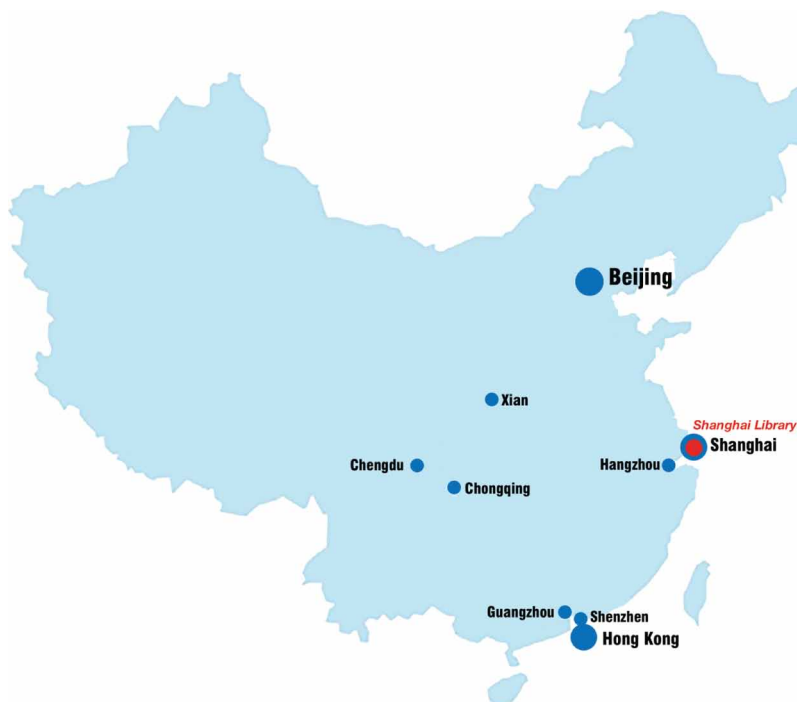 Beijing
Xian
Shanghai Library
Shanghai
Chengdu
Hangzhou
Chongqing
Guangzhou
Shenzhen
Hong Kong